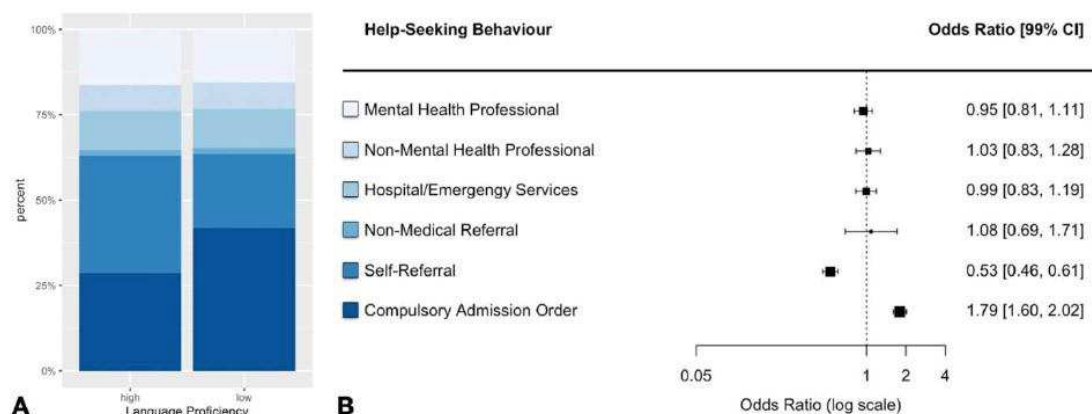 100%
75%
50%
25%
0%
percent
high low
Language Proficiency
A
Help-Seeking Behaviour Odds Ratio [99% CI]
Mental Health Professional 0.95 [0.81, 1.11]
Non-Mental Health Professional 1.03 [0.83, 1.28]
Hospital/Emergengy Services 0.99 [0.83, 1.19]
Non-Medical Referral 1.08 [0.69, 1.71]
Self-Referral 0.53 [0.46, 0.61]
Compulsory Admission Order 1.79 [1.60, 2.02]
0.05 1 2 4
Odds Ratio (log scale)
B